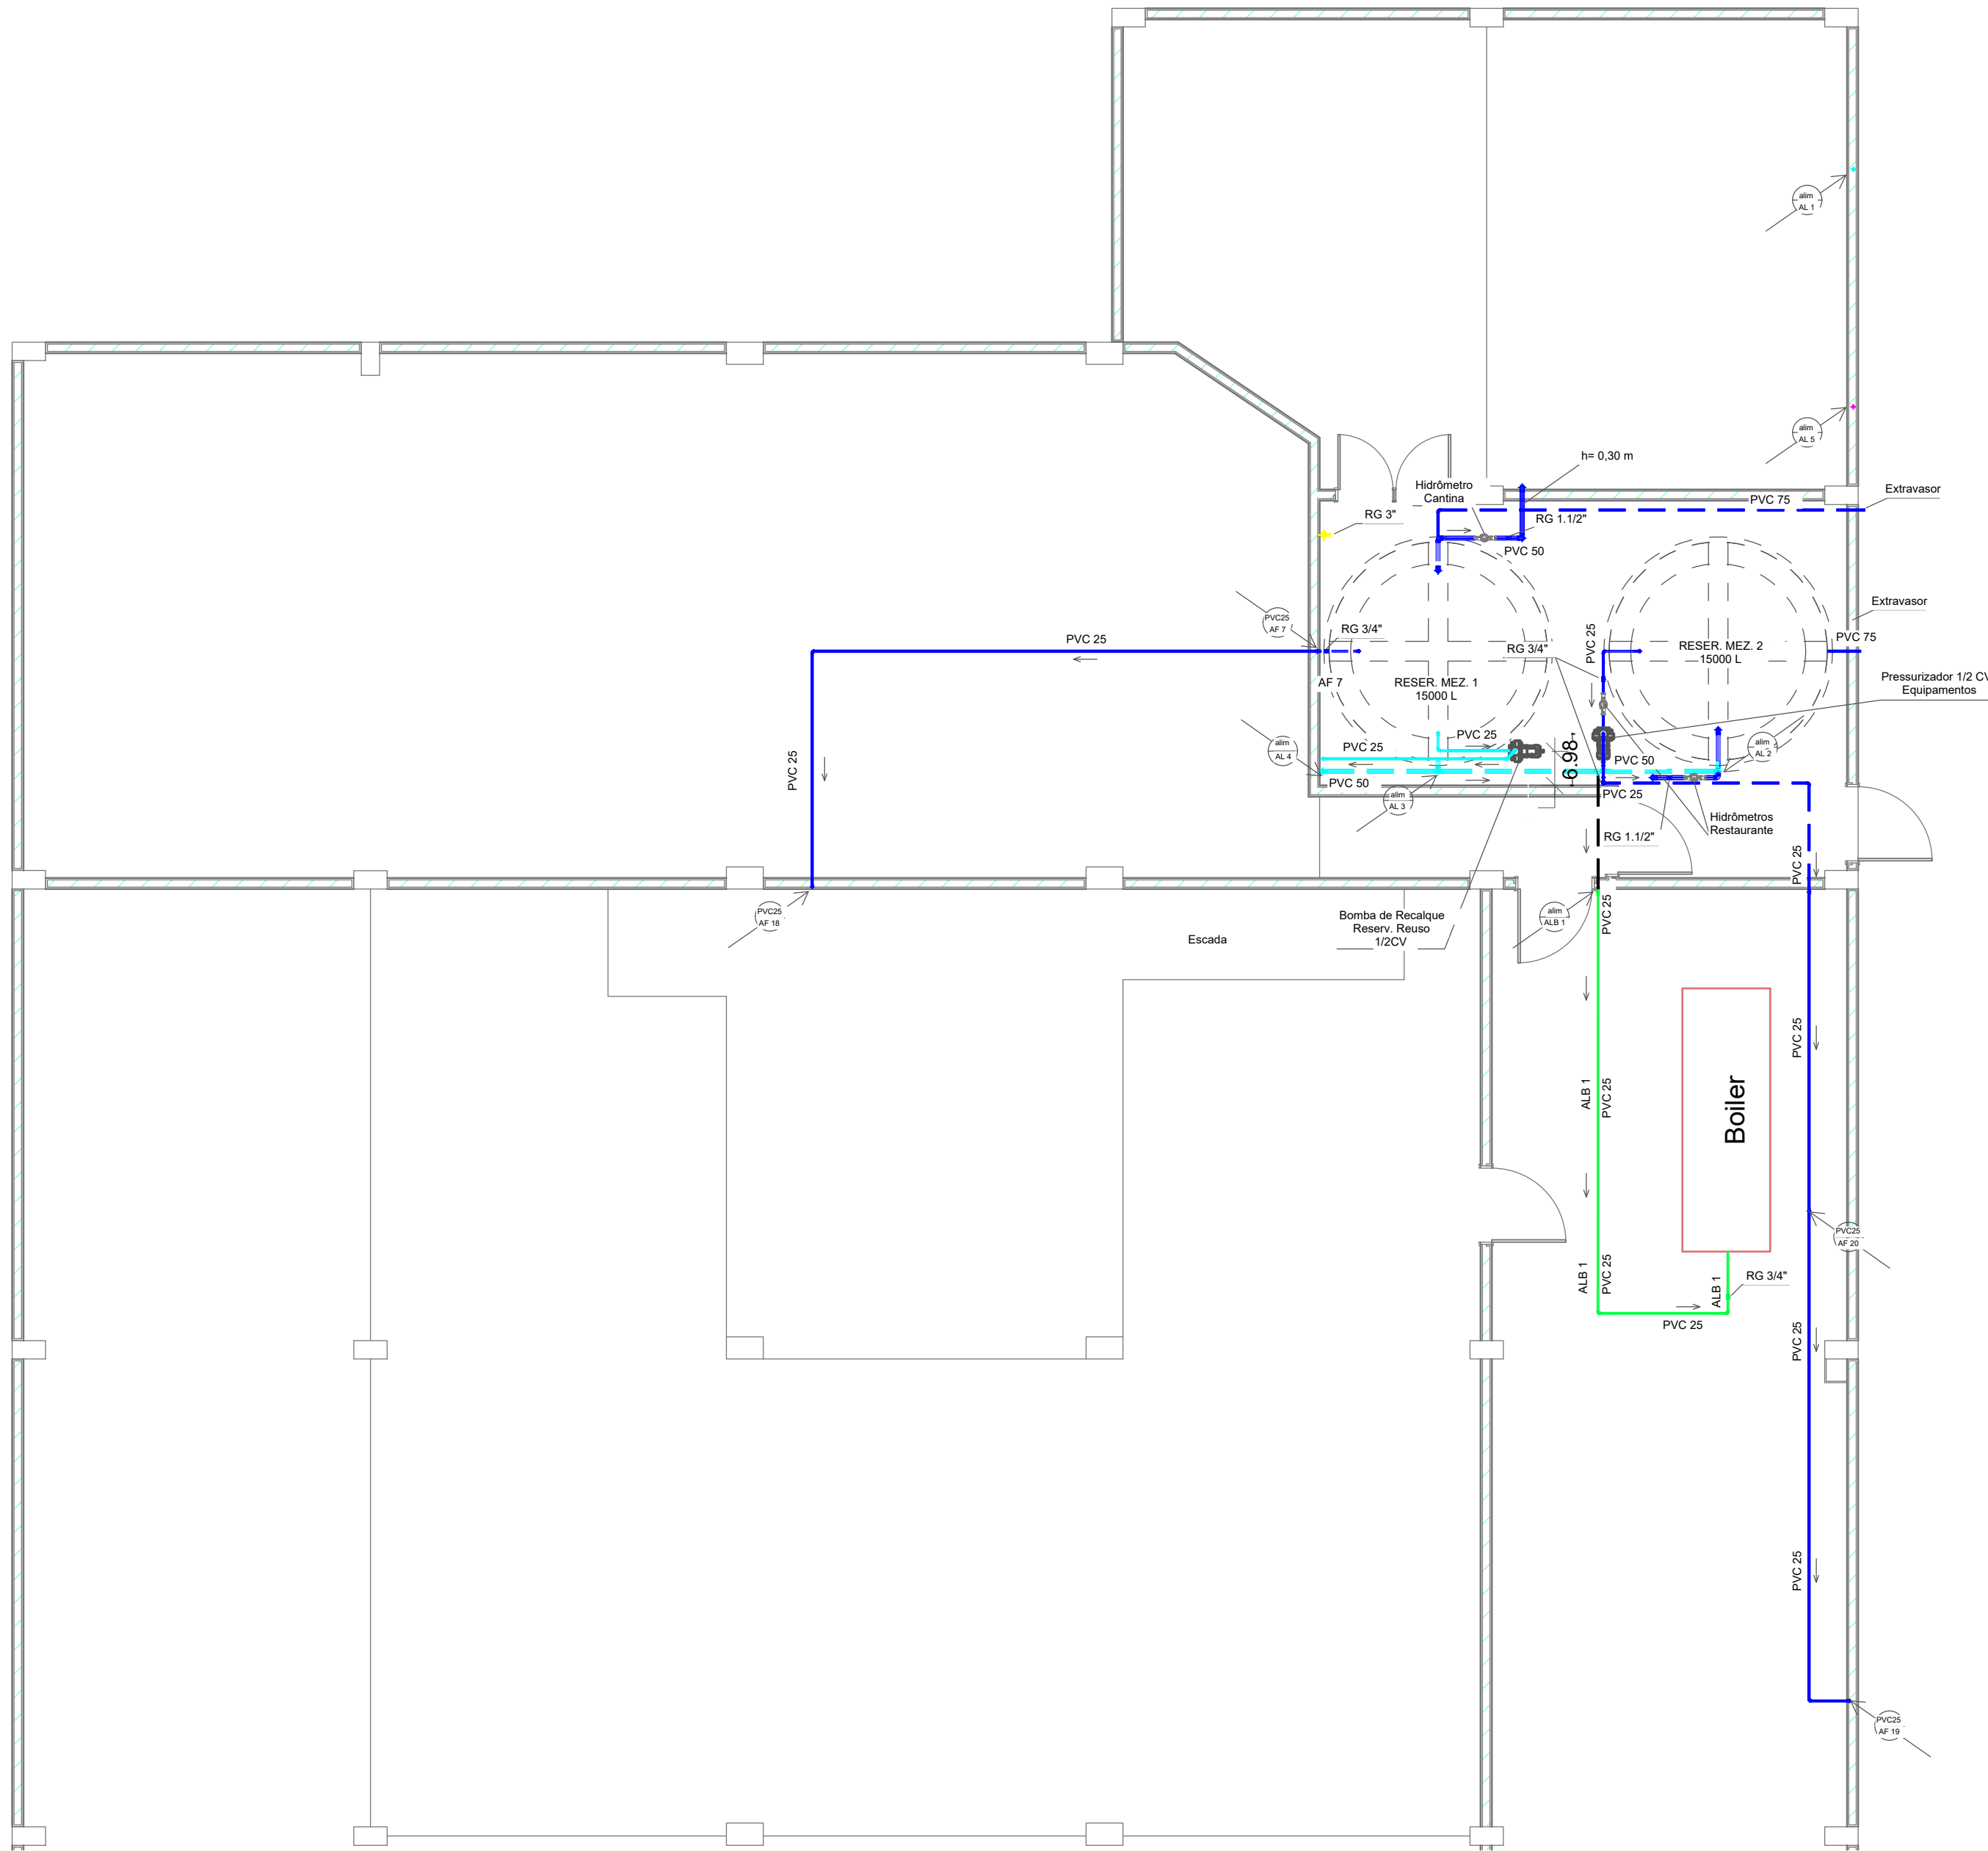 alim
AL 1
alim
AL 5
h= 0,30 m
Hidrômetro
Cantina
PVC 75
Extravasor
RG 3"
RG 1.1/2"
PVC 50
Extravasor
PVC25
AF 7
RG 3/4"
PVC 25
PVC 25
RG 3/4"
RESER. MEZ. 2
15000 L
PVC 75
AF 7
RESER. MEZ. 1
15000 L
Pressurizador 1/2 CV
Equipamentos
PVC 25
alim
AL 4
PVC 25
PVC 25
6.98
alim
AL 2
PVC 50
PVC 50
PVC 25
alim
AL 3
Hidrômetros
Restaurante
RG 1.1/2"
PVC 25
PVC25
AF 18
Bomba de Recalque
Reserv. Reuso
1/2CV
alim
ALB 1
PVC 25
Escada
PVC 25
ALB 1
PVC 25
Boiler
PVC25
AF 20
ALB 1
PVC 25
ALB 1
RG 3/4"
PVC 25
PVC 25
PVC 25
PVC25
AF 19